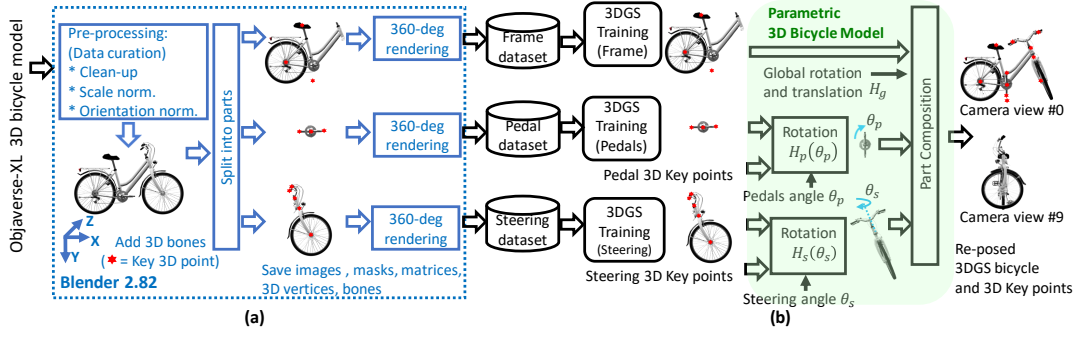 Objaverse-XL 3D bicycle model
Pre-processing:
(Data curation)
* Clean-up
* Scale norm.
* Orientation norm.
Z
X
Y
Add 3D bones
( = Key 3D point)
Blender 2.82
Split into parts
360-deg
rendering
360-deg
rendering
360-deg
rendering
Save images , masks, matrices,
3D vertices, bones
(a)
Frame
dataset
Pedal
dataset
Steering
dataset
3DGS
Training
(Frame)
3DGS
Training
(Pedals)
3DGS
Training
(Steering)
Pedal 3D Key points
Steering 3D Key points
Parametric
3D Bicycle Model
Global rotation
and translation H_g
Rotation
H_p(θ_p)
θ_p
Pedals angle θ_p
Rotation
H_s(θ_s)
θ_s
Steering angle θ_s
(b)
Part Composition
Camera view #0
Camera view #9
Re-posed
3DGS bicycle
and 3D Key points